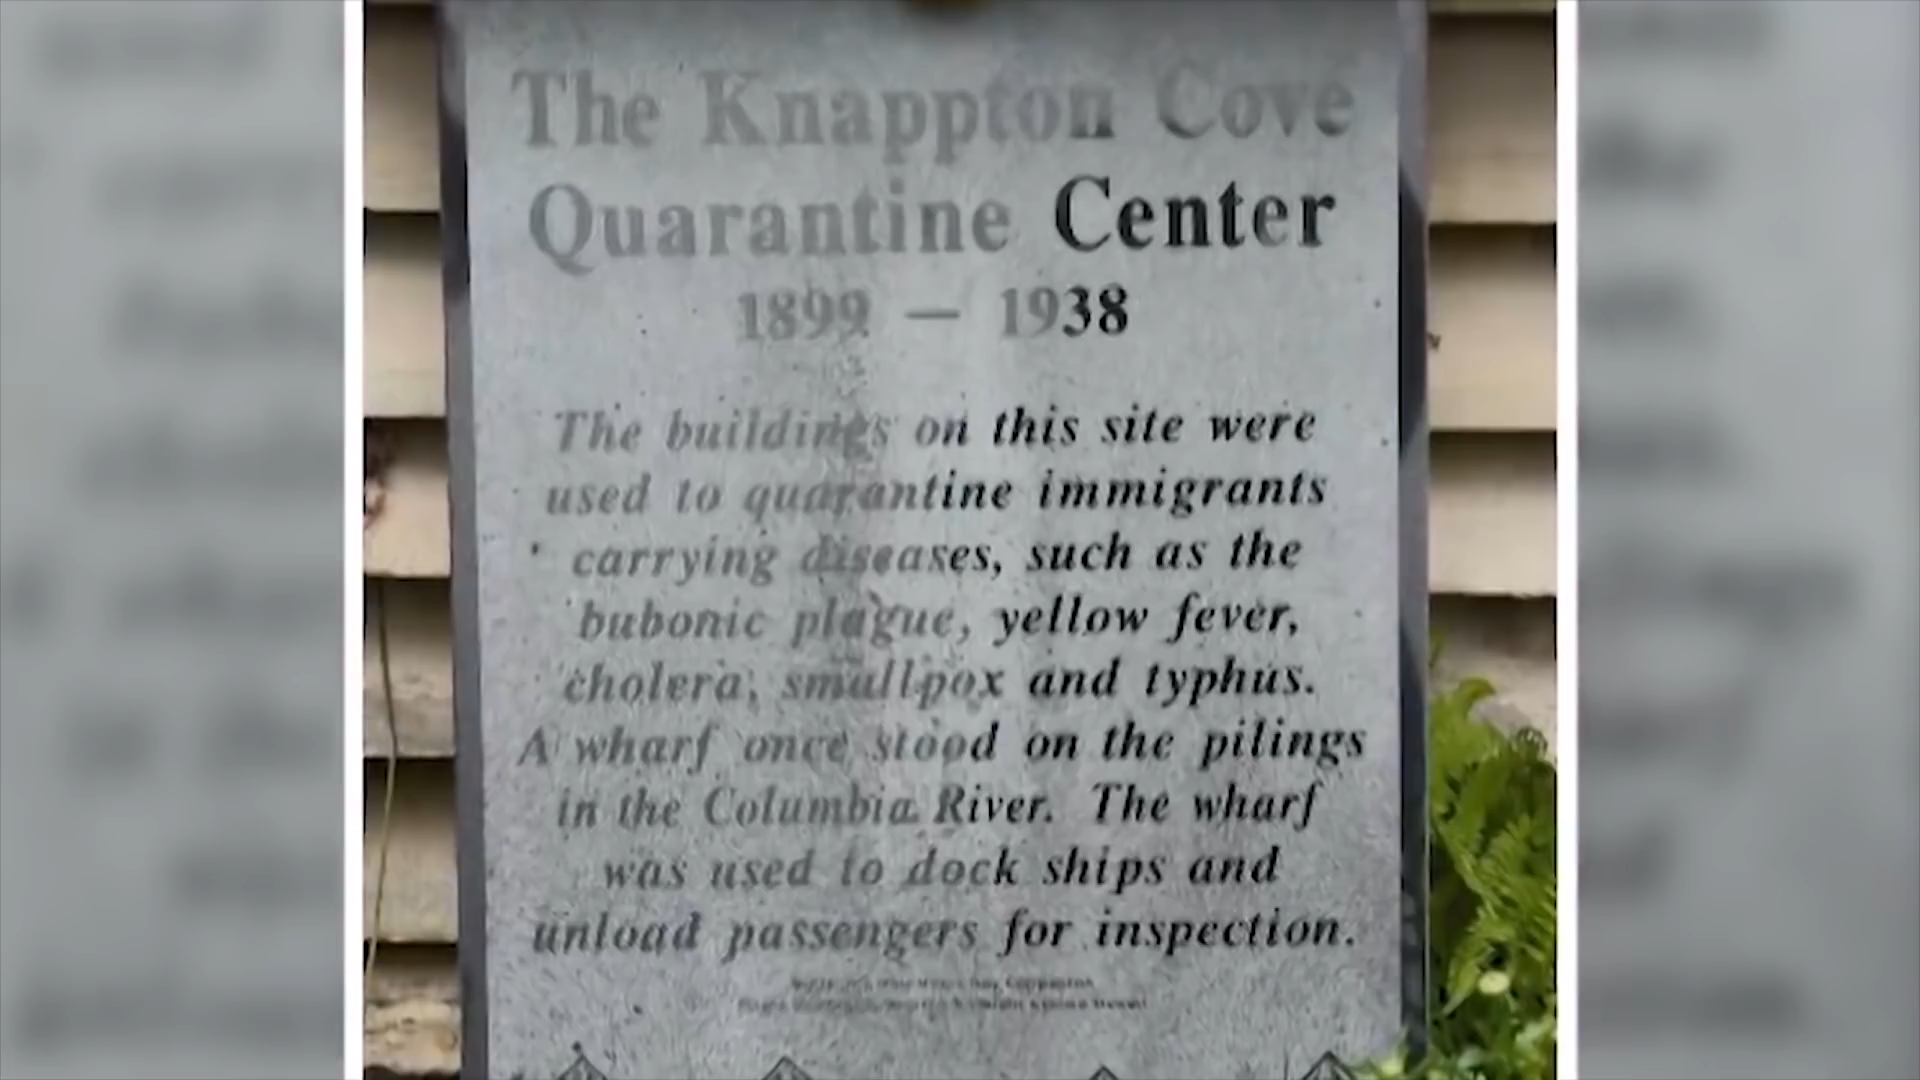 The Knappton Cove
Quarantine Center
1899 — 1938
The buildings on this site were
used to quarantine immigrants
carrying diseases, such as the
bubonic plague, yellow fever,
cholera, smallpox and typhus.
A wharf once stood on the pilings
in the Columbia River. The wharf
was used to dock ships and
unload passengers for inspection.